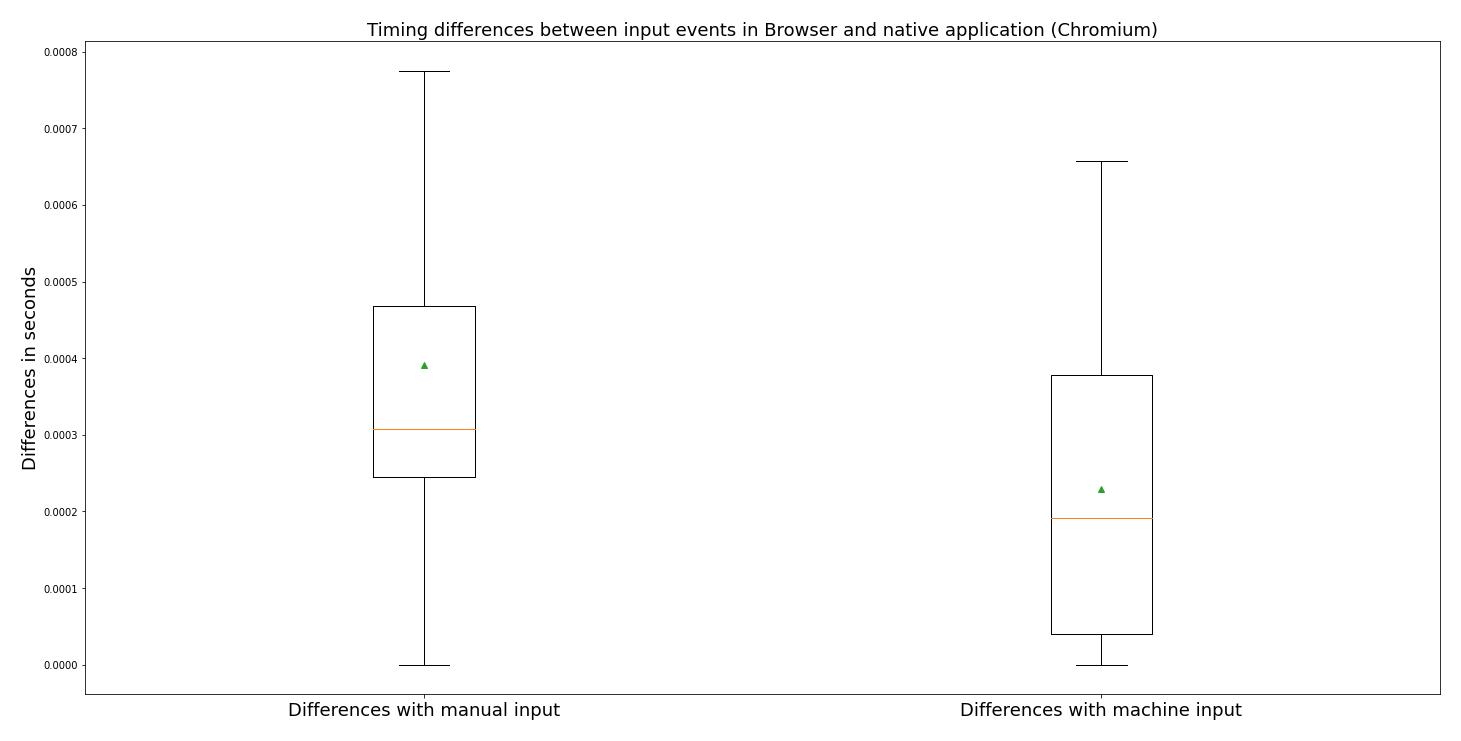 Timing differences between input events in Browser and native application (Chromium)
0.0008
0.0007
0.0006
0.0005
0.0004
0.0003
0.0002
0.0001
0.0000
Differences in seconds
Differences with manual input
Differences with machine input